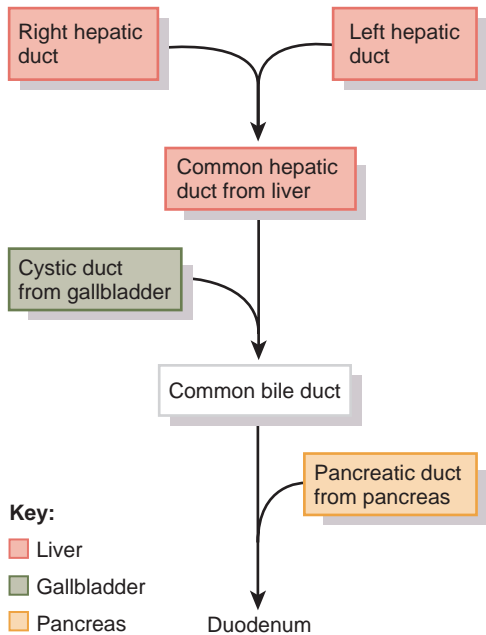 Right hepatic
duct
Left hepatic
duct
Common hepatic
duct from liver
Cystic duct
from gallbladder
Common bile duct
Pancreatic duct
from pancreas
Key:
Liver
Gallbladder
Pancreas
Duodenum